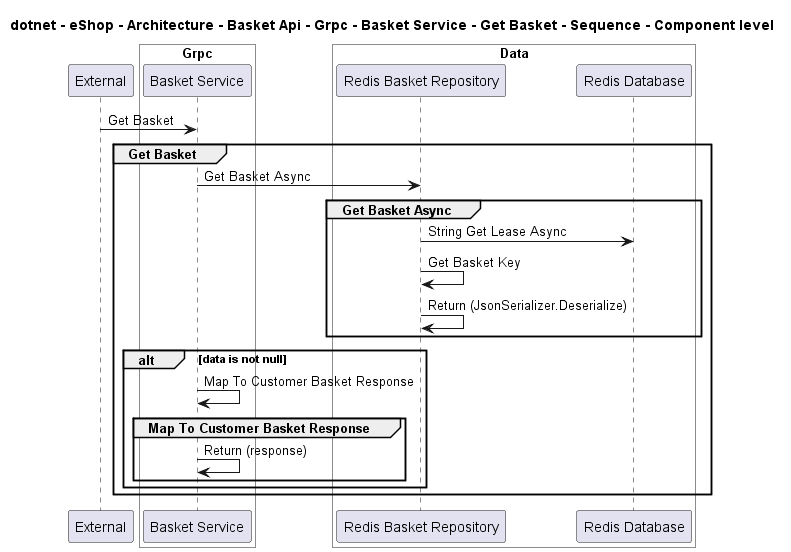 dotnet - eShop - Architecture - Basket Api - Grpc - Basket Service - Get Basket - Sequence - Component level
Grpc
Data
External
Basket Service
Redis Basket Repository
Redis Database
Get Basket
Get Basket
Get Basket Async
Get Basket Async
String Get Lease Async
Get Basket Key
Return (JsonSerializer.Deserialize)
alt
[data is not null]
Map To Customer Basket Response
Map To Customer Basket Response
Return (response)
External
Basket Service
Redis Basket Repository
Redis Database